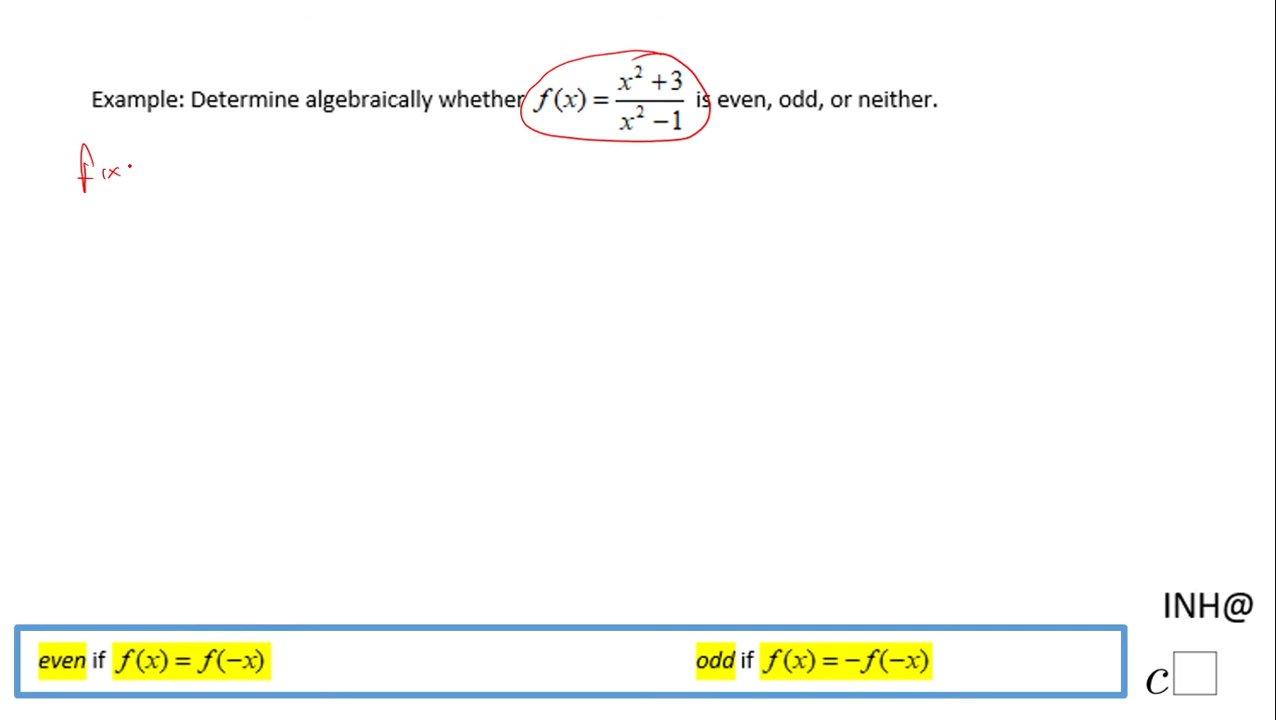 Example: Determine algebraically whether f(x) = (x² + 3)/(x² − 1) is even, odd, or neither.
f(x
INH@
even if f(x) = f(−x) odd if f(x) = −f(−x)
c